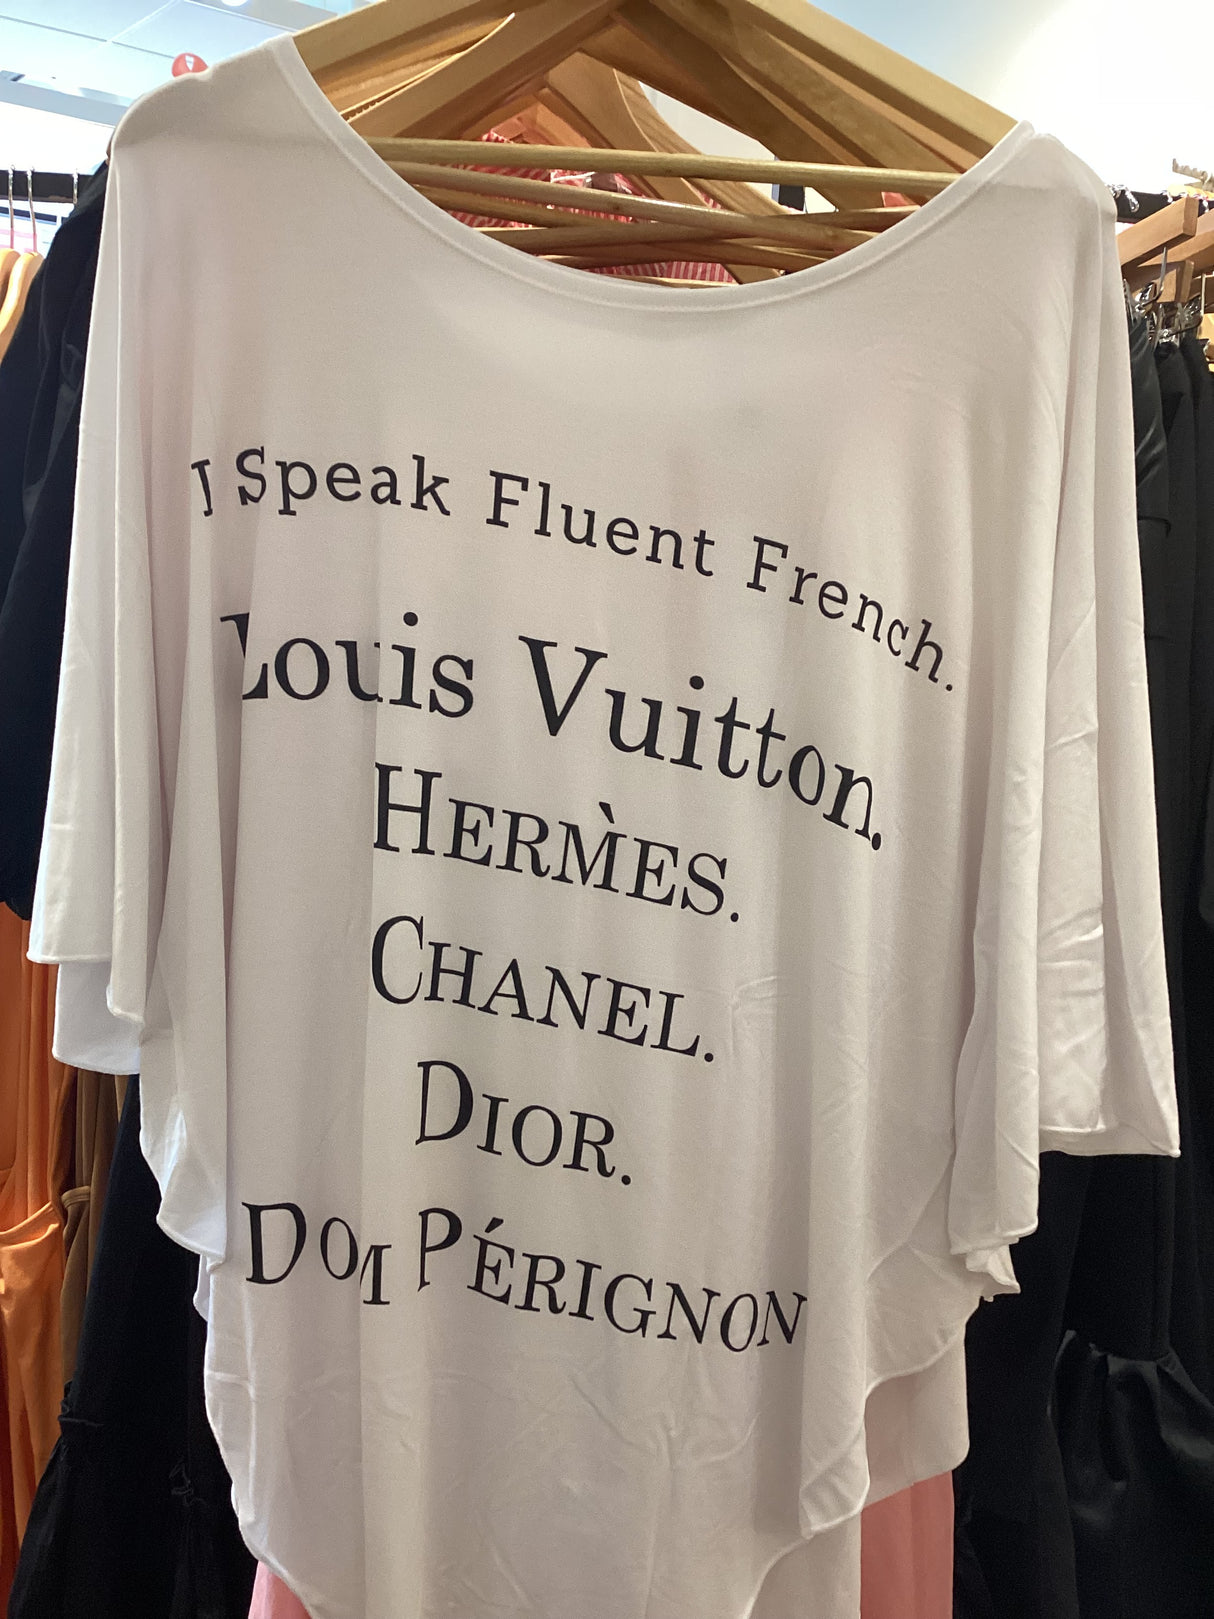 I Speak Fluent French.
Louis Vuitton.
HERMÈS.
CHANEL.
DIOR.
DOM PÉRIGNON